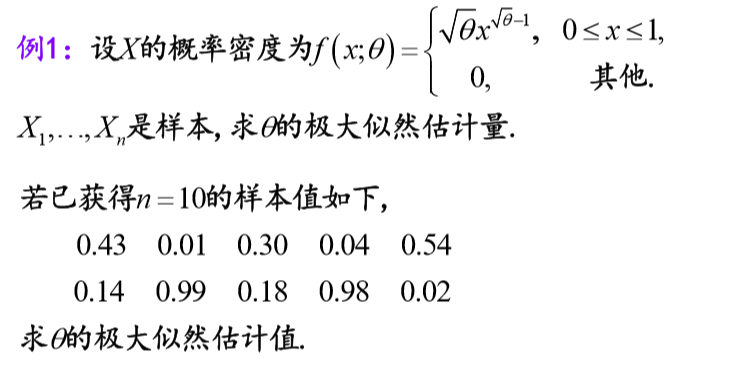 例1：设X的概率密度为f(x;θ)={√θx^{√θ-1}, 0≤x≤1,
0, 其他.
X₁,…,Xₙ是样本,求θ的极大似然估计量.
若已获得n=10的样本值如下,
0.43 0.01 0.30 0.04 0.54
0.14 0.99 0.18 0.98 0.02
求θ的极大似然估计值.